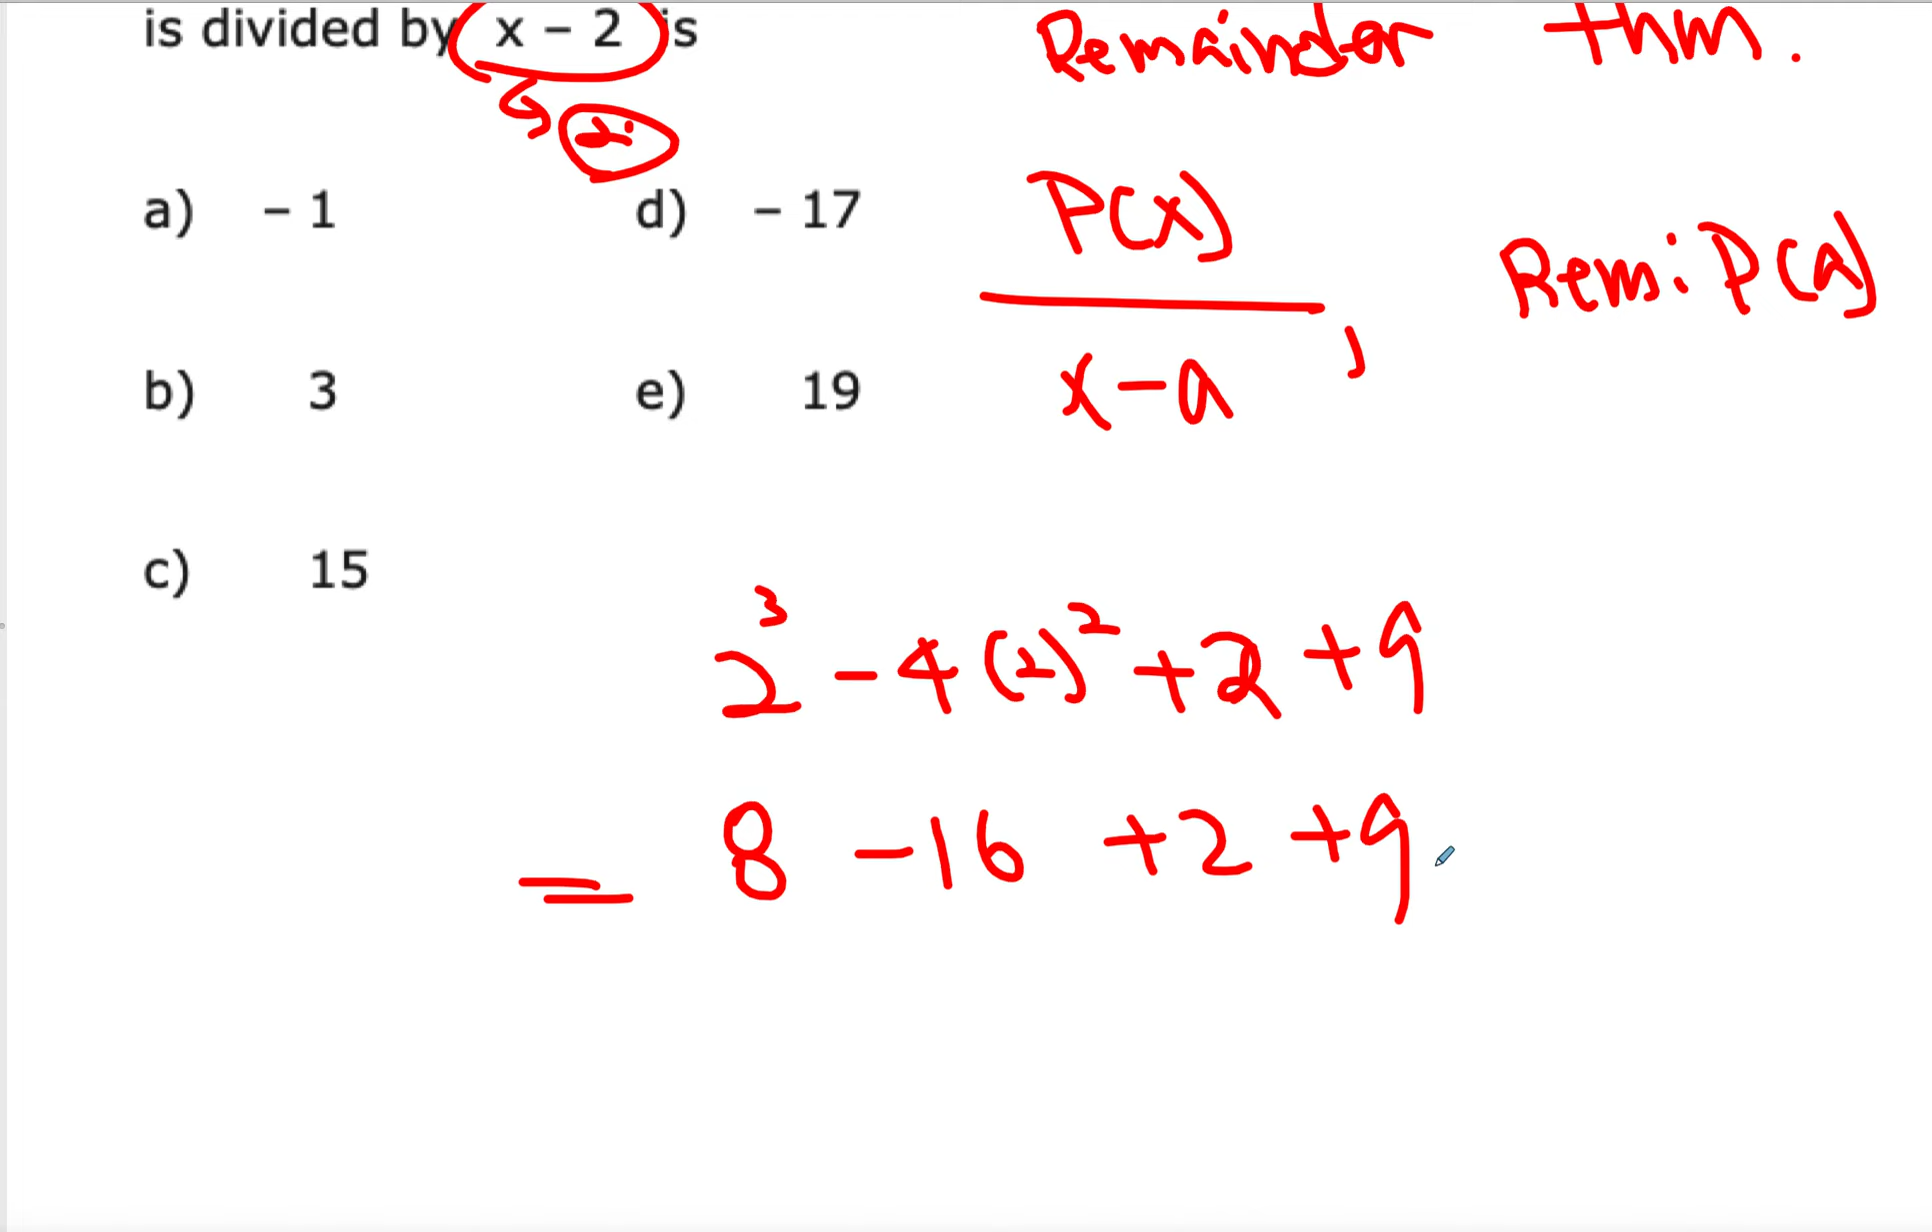 is divided by x – 2 is
Remainder thm.
2
a) – 1 d) – 17
P(x)
x-a , Rem: P(a)
b) 3 e) 19
c) 15
2³ - 4(2)² + 2 + 9
= 8 - 16 + 2 + 9